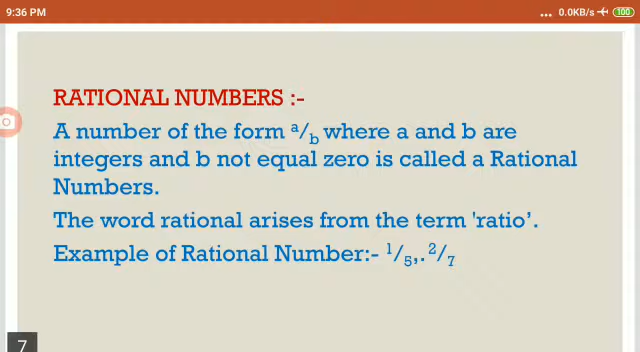 9:36 PM ... 0.0KB/s 100
RATIONAL NUMBERS :-
A number of the form a/b where a and b are
integers and b not equal zero is called a Rational
Numbers.
The word rational arises from the term 'ratio’.
Example of Rational Number:- 1/5,. 2/7
7